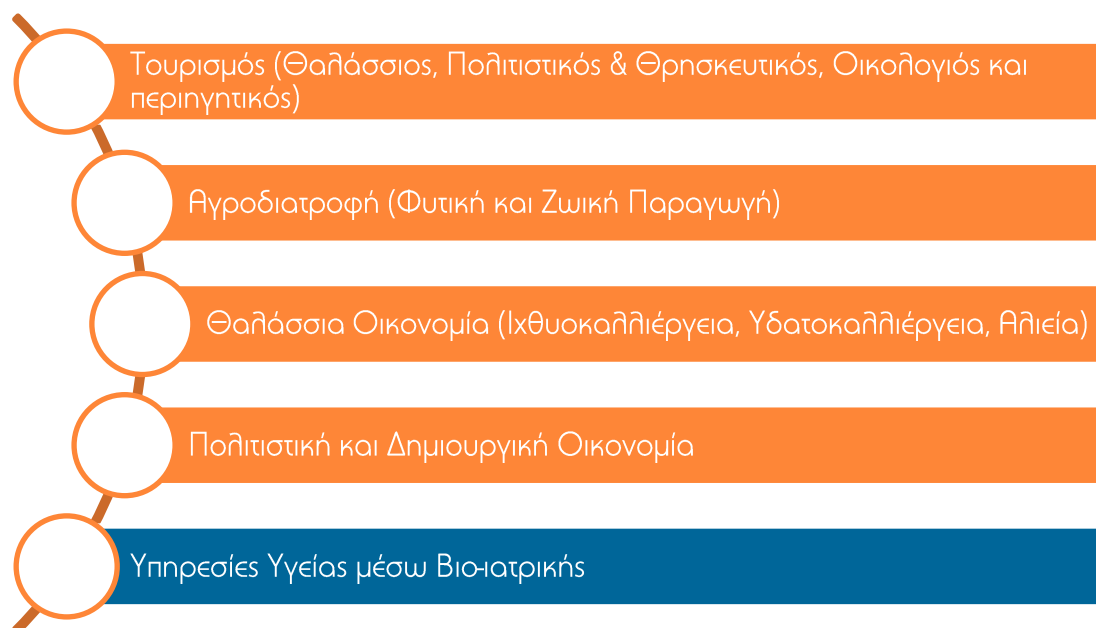 Τουρισμός (Θαλάσσιος, Πολιτιστικός & Θρησκευτικός, Οικολογιός και
περιηγητικός)
Αγροδιατροφή (Φυτική και Ζωική Παραγωγή)
Θαλάσσια Οικονομία (Ιχθυοκαλλιέργεια, Υδατοκαλλιέργεια, Αλιεία)
Πολιτιστική και Δημιουργική Οικονομία
Υπηρεσίες Υγείας μέσω Βιο-ιατρικής